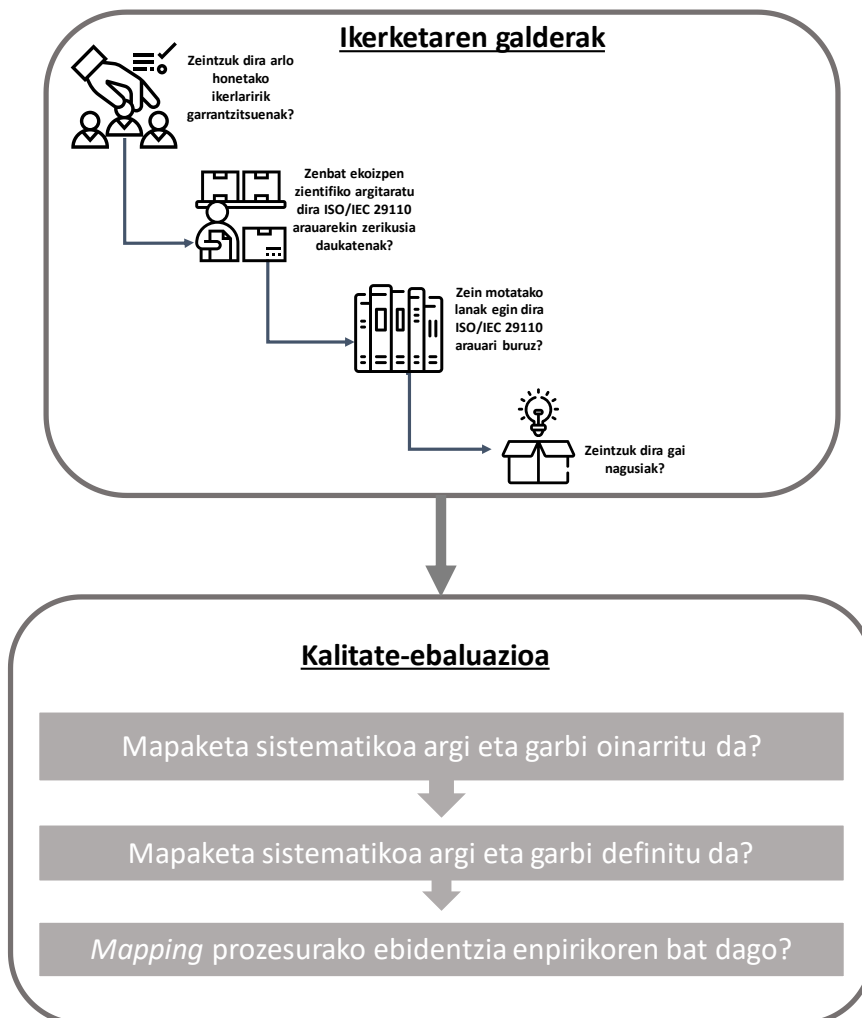 Ikerketaren galderak
Zeintzuk dira arlo
honetako
ikerlaririk
garrantzitsuenak?
Zenbat ekoizpen
zientifiko argitaratu
dira ISO/IEC 29110
arauarekin zerikusia
daukatenak?
Zein motatako
lanak egin dira
ISO/IEC 29110
arauari buruz?
Zeintzuk dira gai
nagusiak?
Kalitate-ebaluazioa
Mapaketa sistematikoa argi eta garbi oinarritu da?
Mapaketa sistematikoa argi eta garbi definitu da?
Mapping prozesurako ebidentzia enpirikoren bat dago?